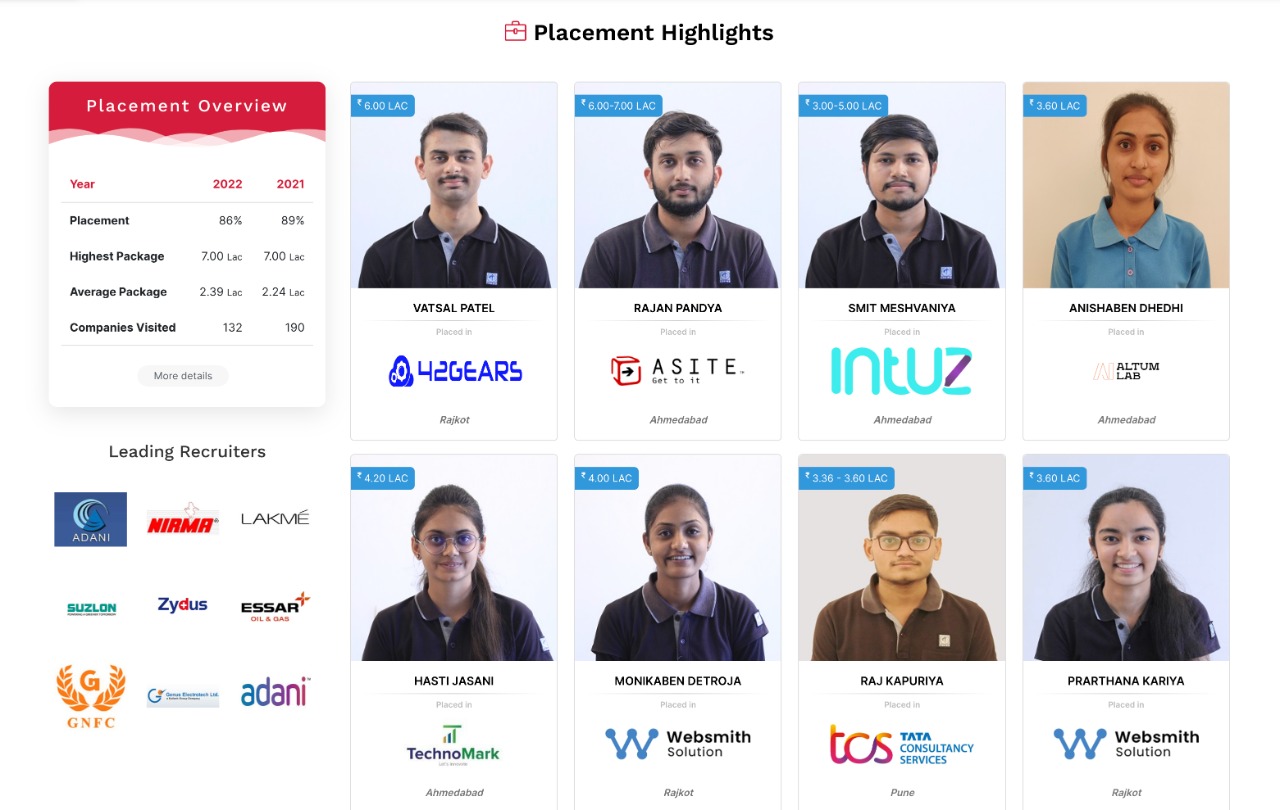 Placement Highlights
Placement Overview
Year 2022 2021
Placement 86% 89%
Highest Package 7.00 Lac 7.00 Lac
Average Package 2.39 Lac 2.24 Lac
Companies Visited 132 190
More details
Leading Recruiters
ADANI
NIRMA®
LAKMÉ
SUZLON
Zydus
ESSAR
OIL & GAS
G
GNFC
Genus Electrotech Ltd.
adani™
₹ 6.00 LAC
VATSAL PATEL
Placed in
42GEARS
Rajkot
₹ 6.00-7.00 LAC
RAJAN PANDYA
Placed in
ASITE™
Get to it
Ahmedabad
₹ 3.00-5.00 LAC
SMIT MESHVANIYA
Placed in
INTUZ
Ahmedabad
₹ 3.60 LAC
ANISHABEN DHEDHI
Placed in
ALTUM
LAB
Ahmedabad
₹ 4.20 LAC
HASTI JASANI
Placed in
TechnoMark
Let's innovate
Ahmedabad
₹ 4.00 LAC
MONIKABEN DETROJA
Placed in
Websmith
Solution
Rajkot
₹ 3.36 - 3.60 LAC
RAJ KAPURIYA
Placed in
tcs TATA
CONSULTANCY
SERVICES
Pune
₹ 3.60 LAC
PRARTHANA KARIYA
Placed in
Websmith
Solution
Rajkot